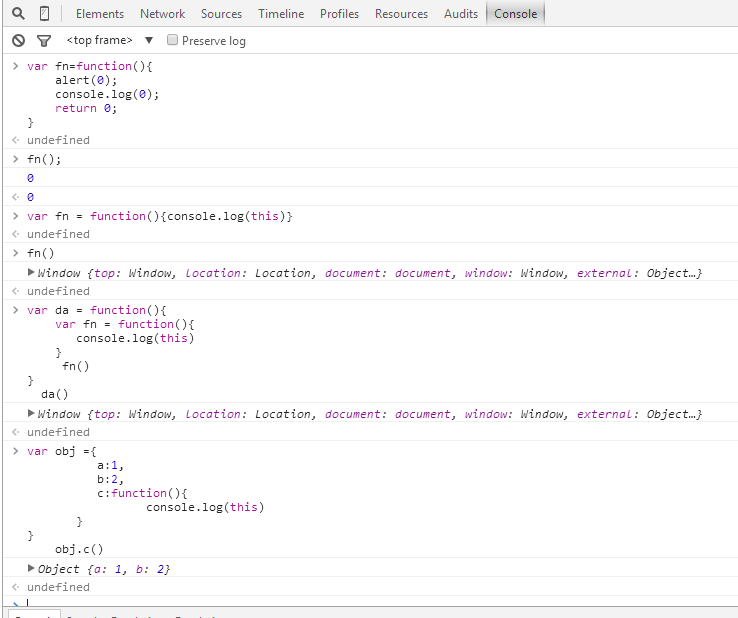 Elements Network Sources Timeline Profiles Resources Audits Console
<top frame> ▼ Preserve log
> var fn=function(){
alert(0);
console.log(0);
return 0;
}
<· undefined
> fn();
0
<· 0
> var fn = function(){console.log(this)}
<· undefined
> fn()
▶Window {top: Window, location: Location, document: document, window: Window, external: Object…}
<· undefined
> var da = function(){
var fn = function(){
console.log(this)
}
fn()
}
da()
▶Window {top: Window, location: Location, document: document, window: Window, external: Object…}
<· undefined
> var obj ={
a:1,
b:2,
c:function(){
console.log(this)
}
}
obj.c()
▶Object {a: 1, b: 2}
<· undefined
>